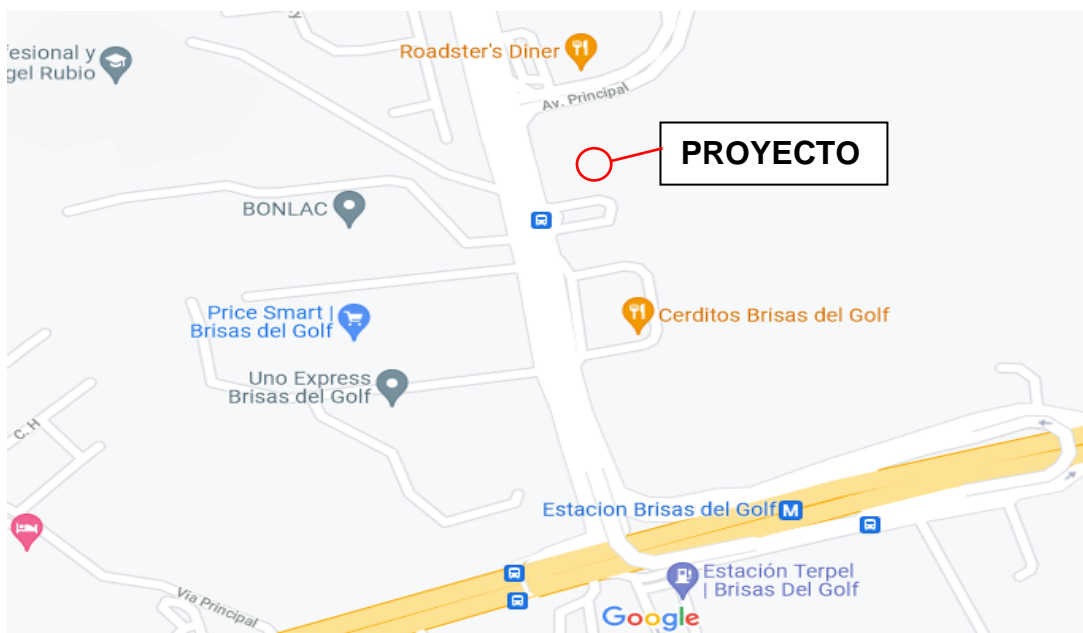 Roadster's Diner
fesional y
gel Rubio
Av. Principal
PROYECTO
BONLAC
Price Smart |
Brisas del Golf
Cerditos Brisas del Golf
Uno Express
Brisas del Golf
C. H
Estacion Brisas del Golf
M
Estación Terpel
| Brisas Del Golf
Via Principal
Google